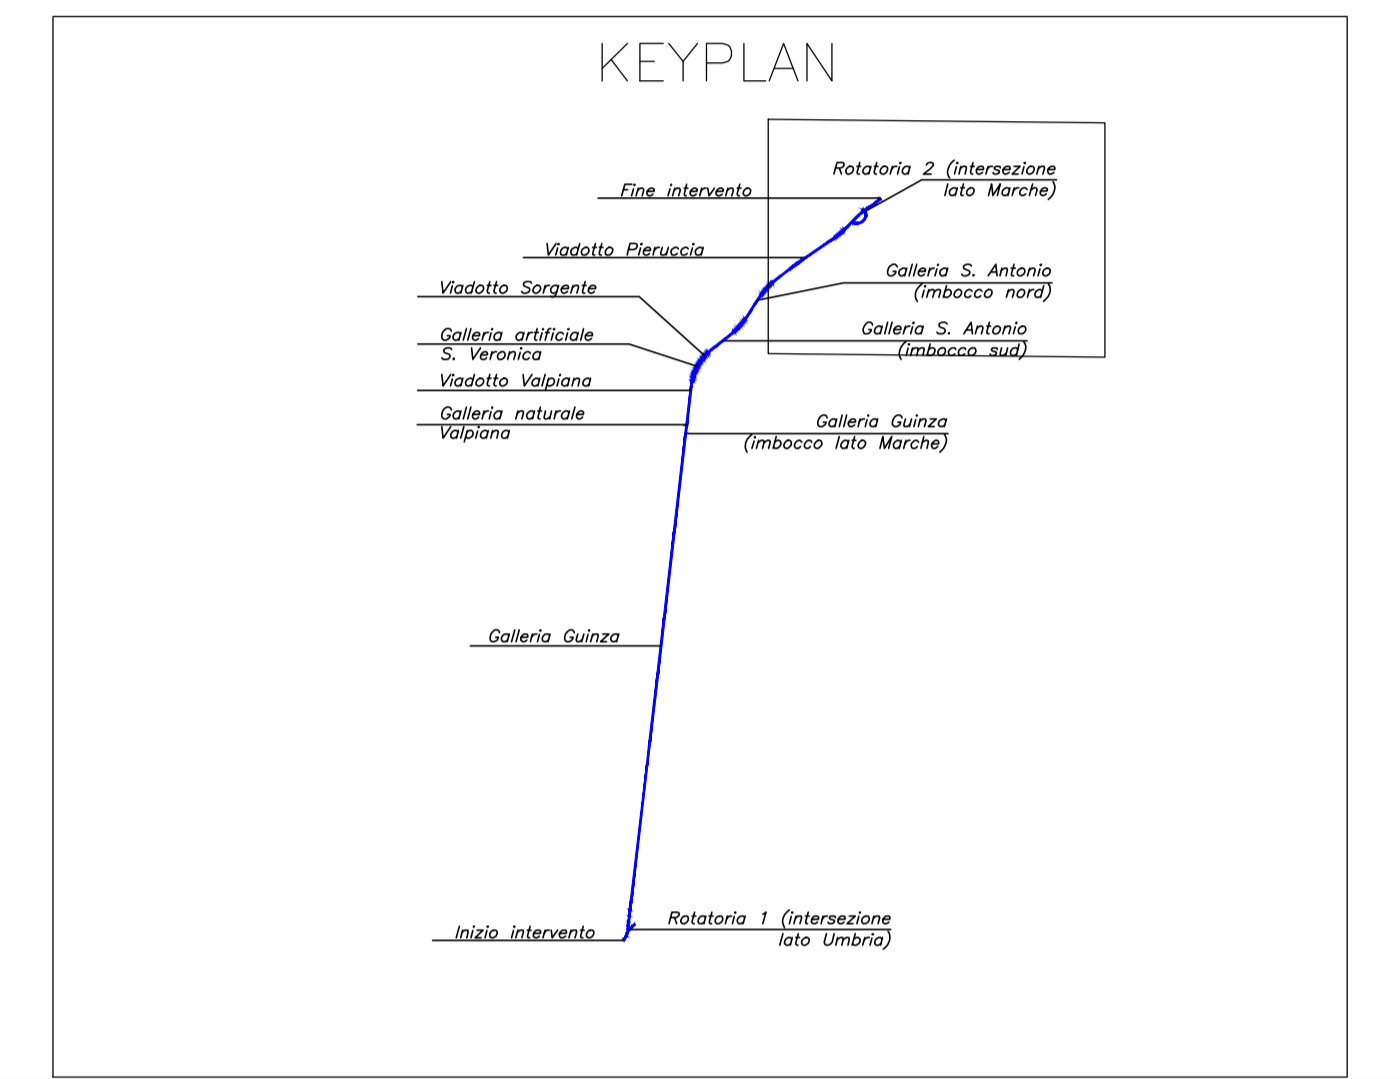 KEYPLAN
Rotatoria 2 (intersezione
lato Marche)
Fine intervento
Viadotto Pieruccia
Galleria S. Antonio
(imbocco nord)
Viadotto Sorgente
Galleria S. Antonio
(imbocco sud)
Galleria artificiale
S. Veronica
Viadotto Valpiana
Galleria naturale
Valpiana
Galleria Guinza
(imbocco lato Marche)
Galleria Guinza
Rotatoria 1 (intersezione
lato Umbria)
Inizio intervento